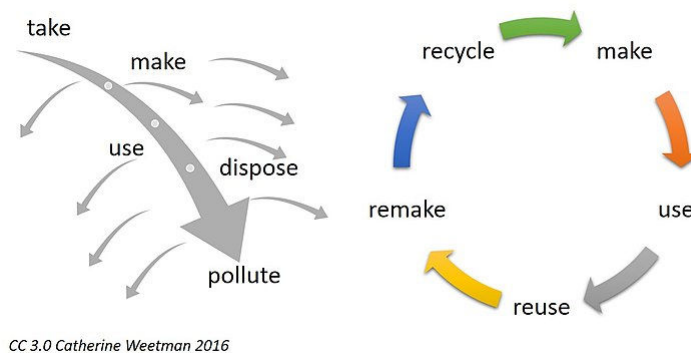 take
make
use
dispose
pollute
recycle
make
use
reuse
remake
CC 3.0 Catherine Weetman 2016